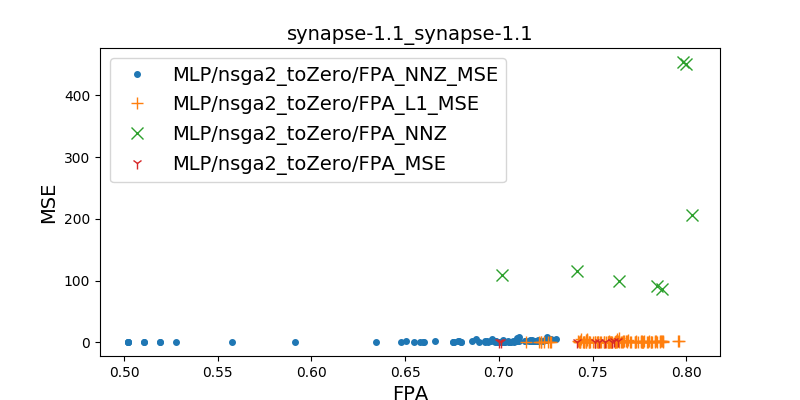 synapse-1.1_synapse-1.1
MLP/nsga2_toZero/FPA_NNZ_MSE
MLP/nsga2_toZero/FPA_L1_MSE
MLP/nsga2_toZero/FPA_NNZ
MLP/nsga2_toZero/FPA_MSE
MSE
400
300
200
100
0
0.50 0.55 0.60 0.65 0.70 0.75 0.80
FPA